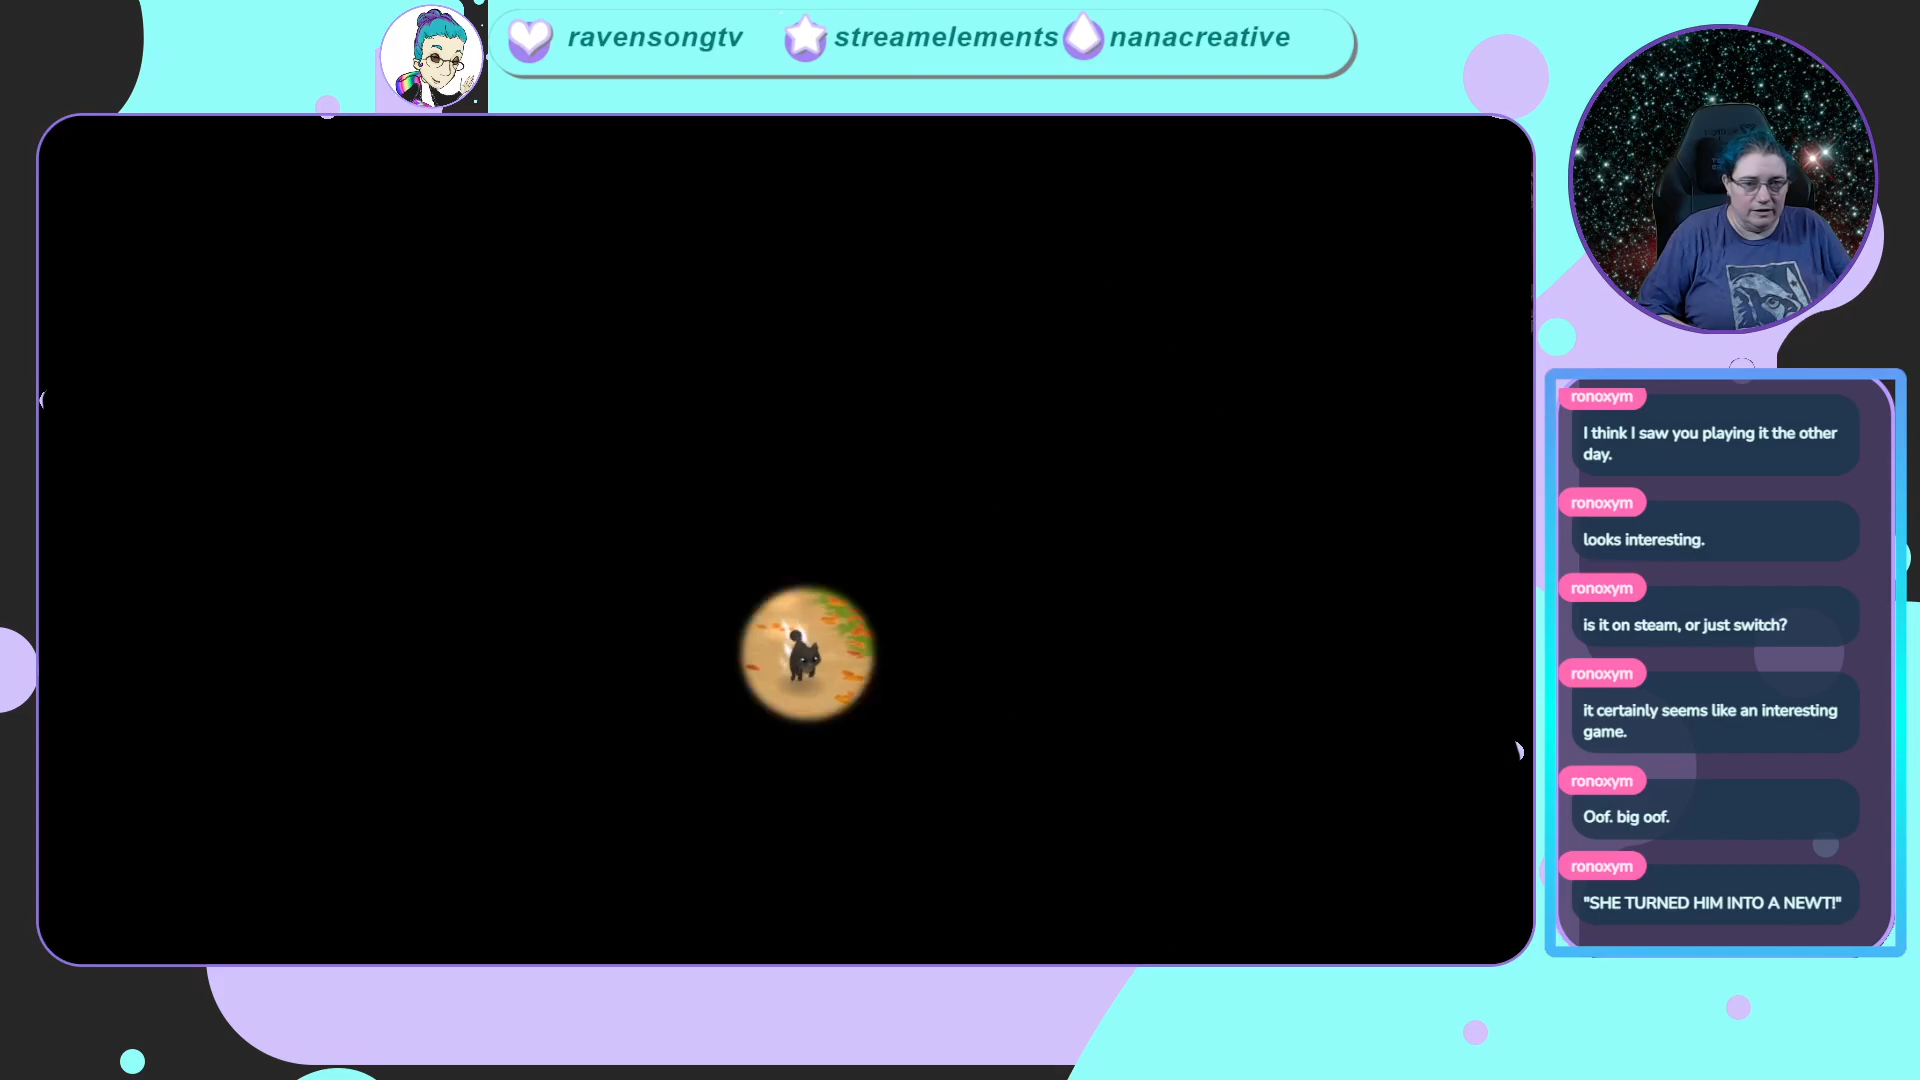 ravensongtv streamelements nanacreative
ronoxym
I think I saw you playing it the other
day.
ronoxym
looks interesting.
ronoxym
is it on steam, or just switch?
ronoxym
it certainly seems like an interesting
game.
ronoxym
Oof. big oof.
ronoxym
"SHE TURNED HIM INTO A NEWT!"